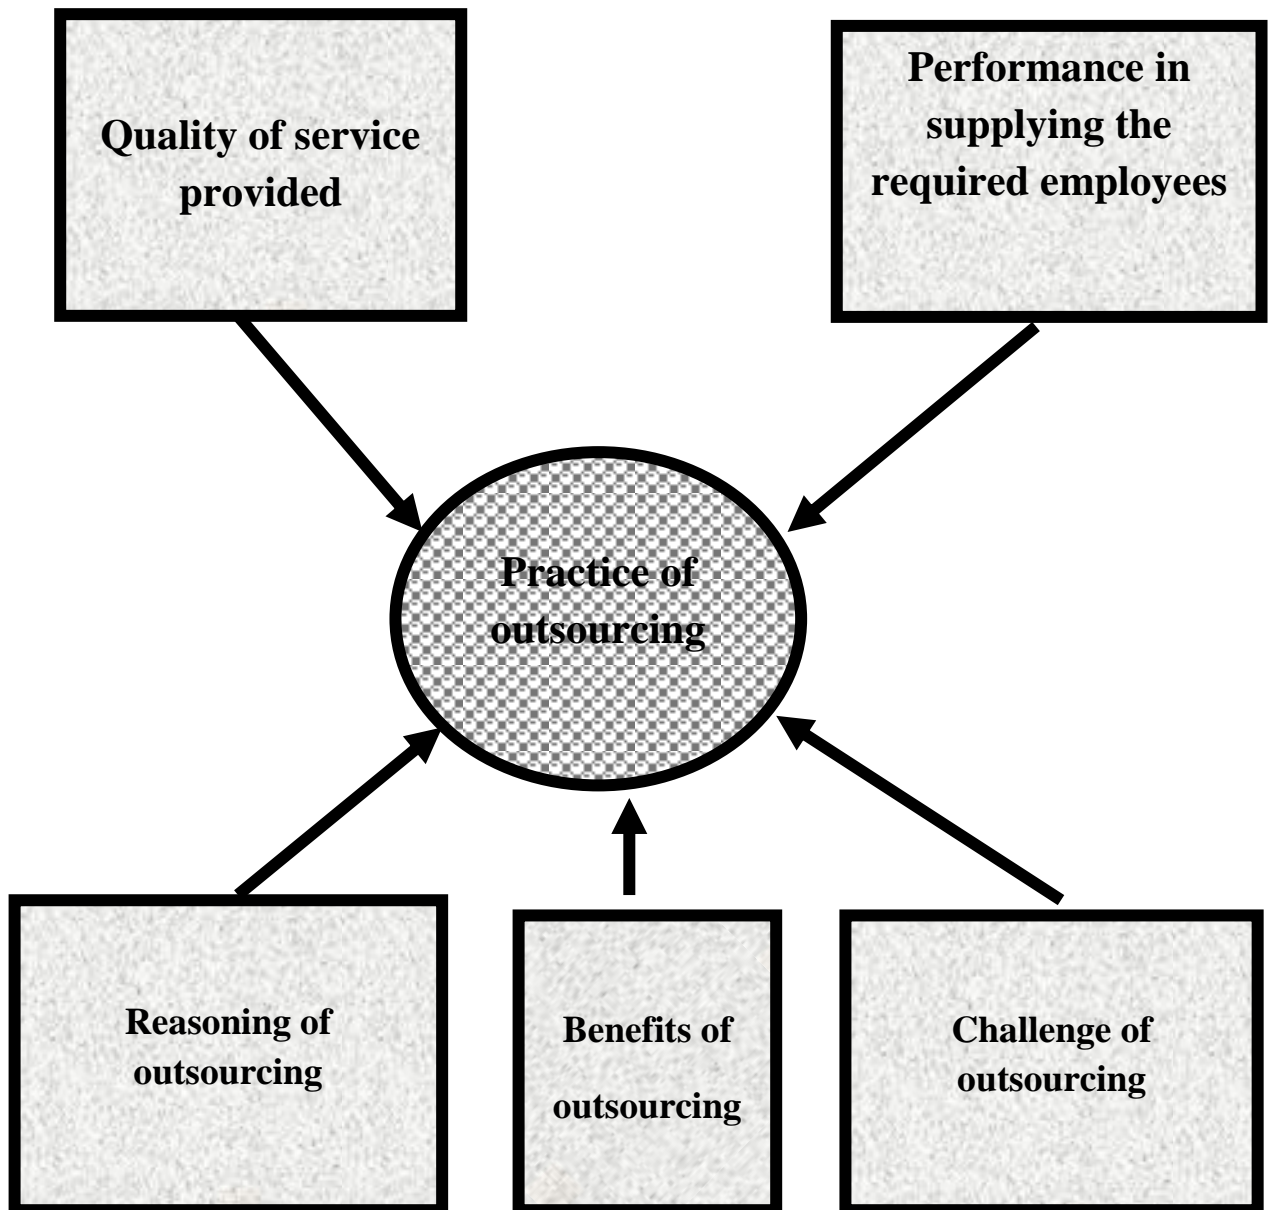 Quality of service
provided
Performance in
supplying the
required employees
Practice of
outsourcing
Reasoning of
outsourcing
Benefits of
outsourcing
Challenge of
outsourcing